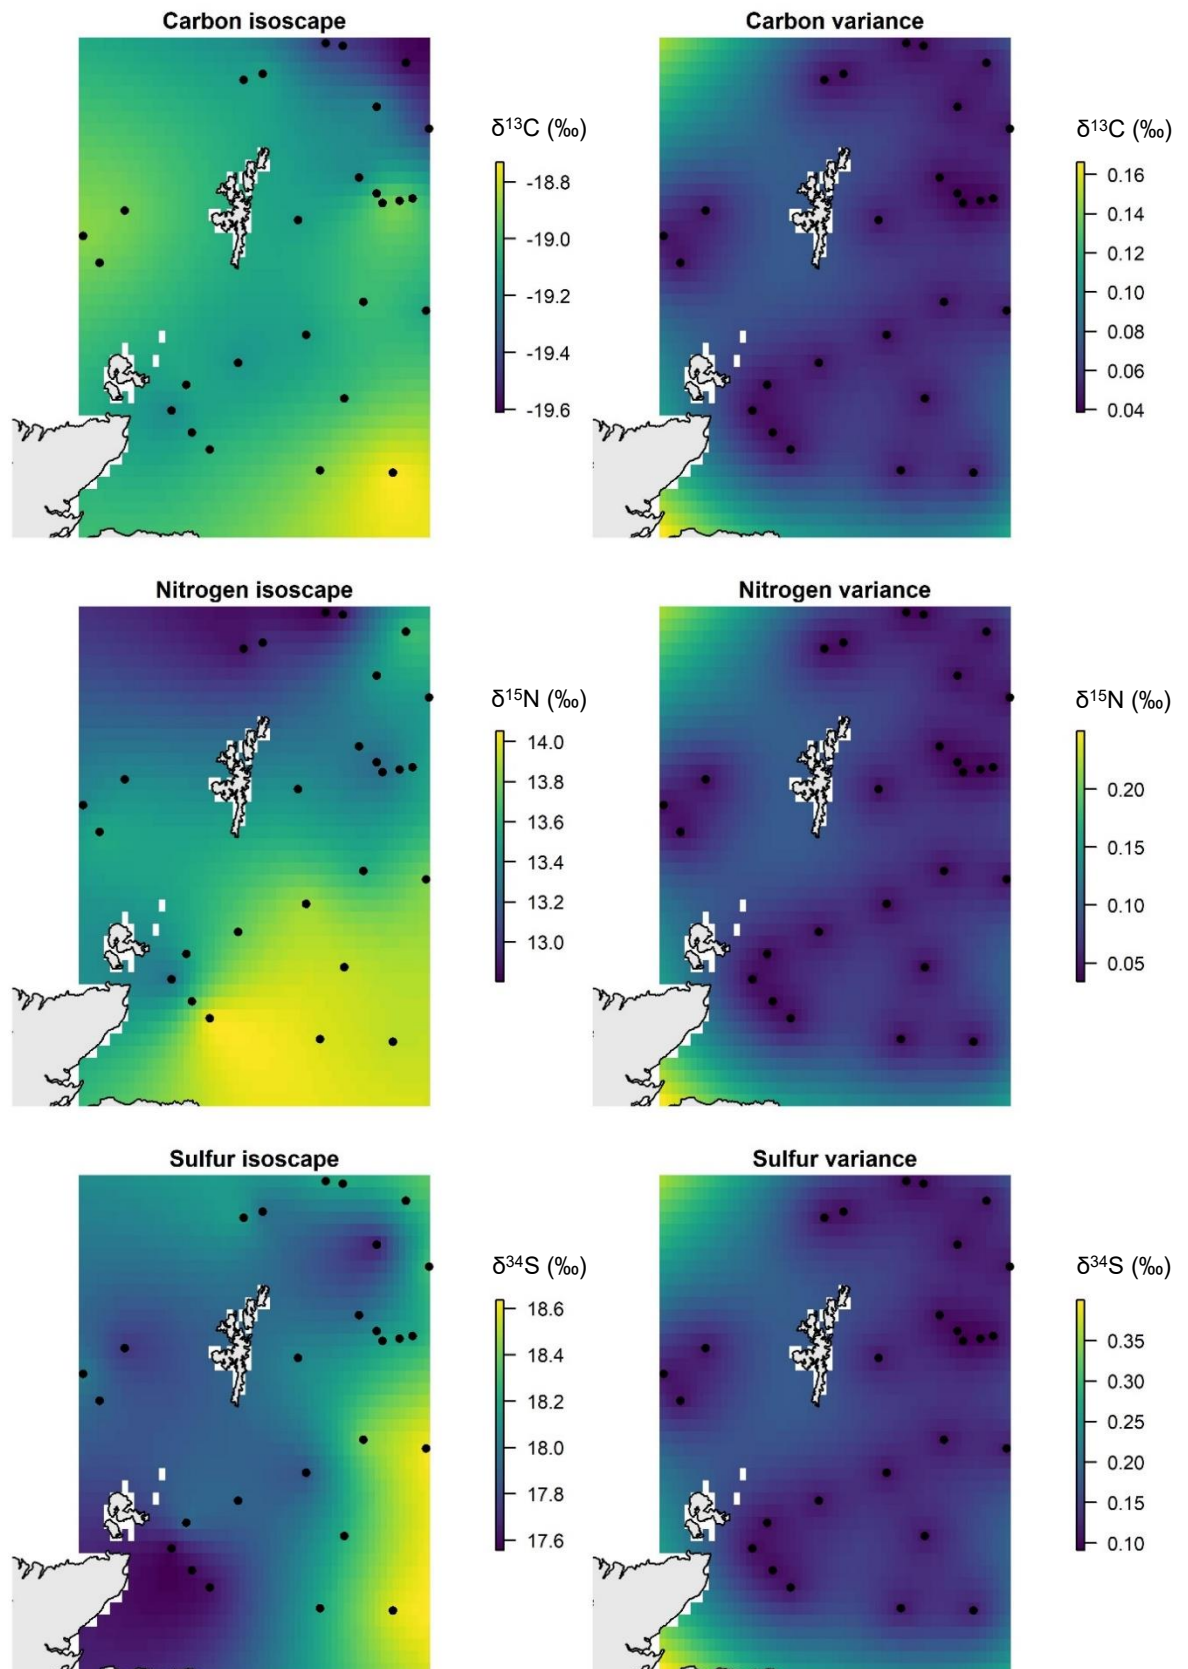 Carbon isoscape
δ¹³C (‰)
-18.8
-19.0
-19.2
-19.4
-19.6
Carbon variance
δ¹³C (‰)
0.16
0.14
0.12
0.10
0.08
0.06
0.04
Nitrogen isoscape
δ¹⁵N (‰)
14.0
13.8
13.6
13.4
13.2
13.0
Nitrogen variance
δ¹⁵N (‰)
0.20
0.15
0.10
0.05
Sulfur isoscape
δ³⁴S (‰)
18.6
18.4
18.2
18.0
17.8
17.6
Sulfur variance
δ³⁴S (‰)
0.35
0.30
0.25
0.20
0.15
0.10